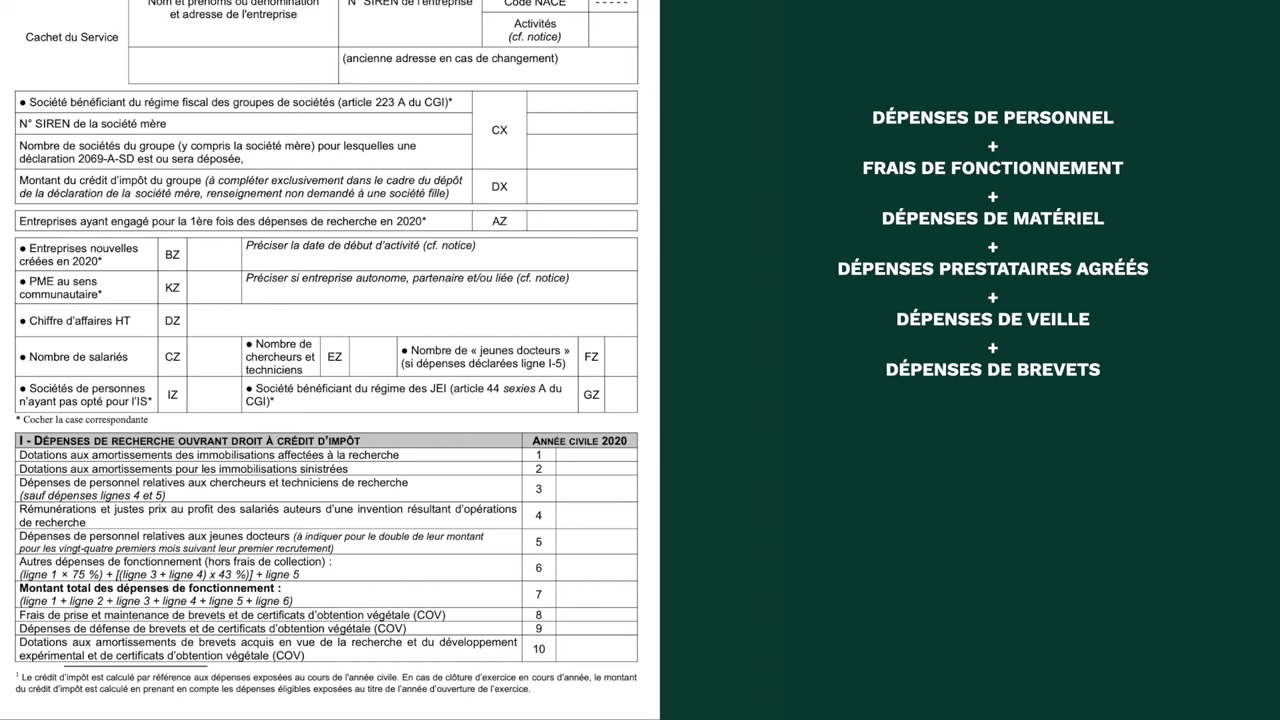 Nom et prénoms ou dénomination
et adresse de l'entreprise
N° SIREN de l'entreprise
Code NACE
- - - - -
Activités
(cf. notice)
Cachet du Service
(ancienne adresse en cas de changement)
● Société bénéficiant du régime fiscal des groupes de sociétés (article 223 A du CGI)*
N° SIREN de la société mère
CX
Nombre de sociétés du groupe (y compris la société mère) pour lesquelles une
déclaration 2069-A-SD est ou sera déposée,
Montant du crédit d'impôt du groupe (à compléter exclusivement dans le cadre du dépôt
de la déclaration de la société mère, renseignement non demandé à une société fille)
DX
Entreprises ayant engagé pour la 1ère fois des dépenses de recherche en 2020*
AZ
● Entreprises nouvelles
créées en 2020*
BZ
Préciser la date de début d'activité (cf. notice)
● PME au sens
communautaire*
KZ
Préciser si entreprise autonome, partenaire et/ou liée (cf. notice)
● Chiffre d'affaires HT
DZ
● Nombre de salariés
CZ
● Nombre de
chercheurs et
techniciens
EZ
● Nombre de « jeunes docteurs »
(si dépenses déclarées ligne I-5)
FZ
● Sociétés de personnes
n'ayant pas opté pour l'IS*
IZ
● Société bénéficiant du régime des JEI (article 44 sexies A du
CGI)*
GZ
* Cocher la case correspondante
I - DÉPENSES DE RECHERCHE OUVRANT DROIT À CRÉDIT D'IMPÔT
ANNÉE CIVILE 2020
Dotations aux amortissements des immobilisations affectées à la recherche
1
Dotations aux amortissements pour les immobilisations sinistrées
2
Dépenses de personnel relatives aux chercheurs et techniciens de recherche
(sauf dépenses lignes 4 et 5)
3
Rémunérations et justes prix au profit des salariés auteurs d'une invention résultant d'opérations
de recherche
4
Dépenses de personnel relatives aux jeunes docteurs (à indiquer pour le double de leur montant
pour les vingt-quatre premiers mois suivant leur premier recrutement)
5
Autres dépenses de fonctionnement (hors frais de collection) :
(ligne 1 × 75 %) + [(ligne 3 + ligne 4) x 43 %)] + ligne 5
6
Montant total des dépenses de fonctionnement :
(ligne 1 + ligne 2 + ligne 3 + ligne 4 + ligne 5 + ligne 6)
7
Frais de prise et maintenance de brevets et de certificats d'obtention végétale (COV)
8
Dépenses de défense de brevets et de certificats d'obtention végétale (COV)
9
Dotations aux amortissements de brevets acquis en vue de la recherche et du développement
expérimental et de certificats d'obtention végétale (COV)
10
1 Le crédit d'impôt est calculé par référence aux dépenses exposées au cours de l'année civile. En cas de clôture d'exercice en cours d'année, le montant
du crédit d'impôt est calculé en prenant en compte les dépenses éligibles exposées au titre de l'année d'ouverture de l'exercice.
DÉPENSES DE PERSONNEL
+
FRAIS DE FONCTIONNEMENT
+
DÉPENSES DE MATÉRIEL
+
DÉPENSES PRESTATAIRES AGRÉÉS
+
DÉPENSES DE VEILLE
+
DÉPENSES DE BREVETS